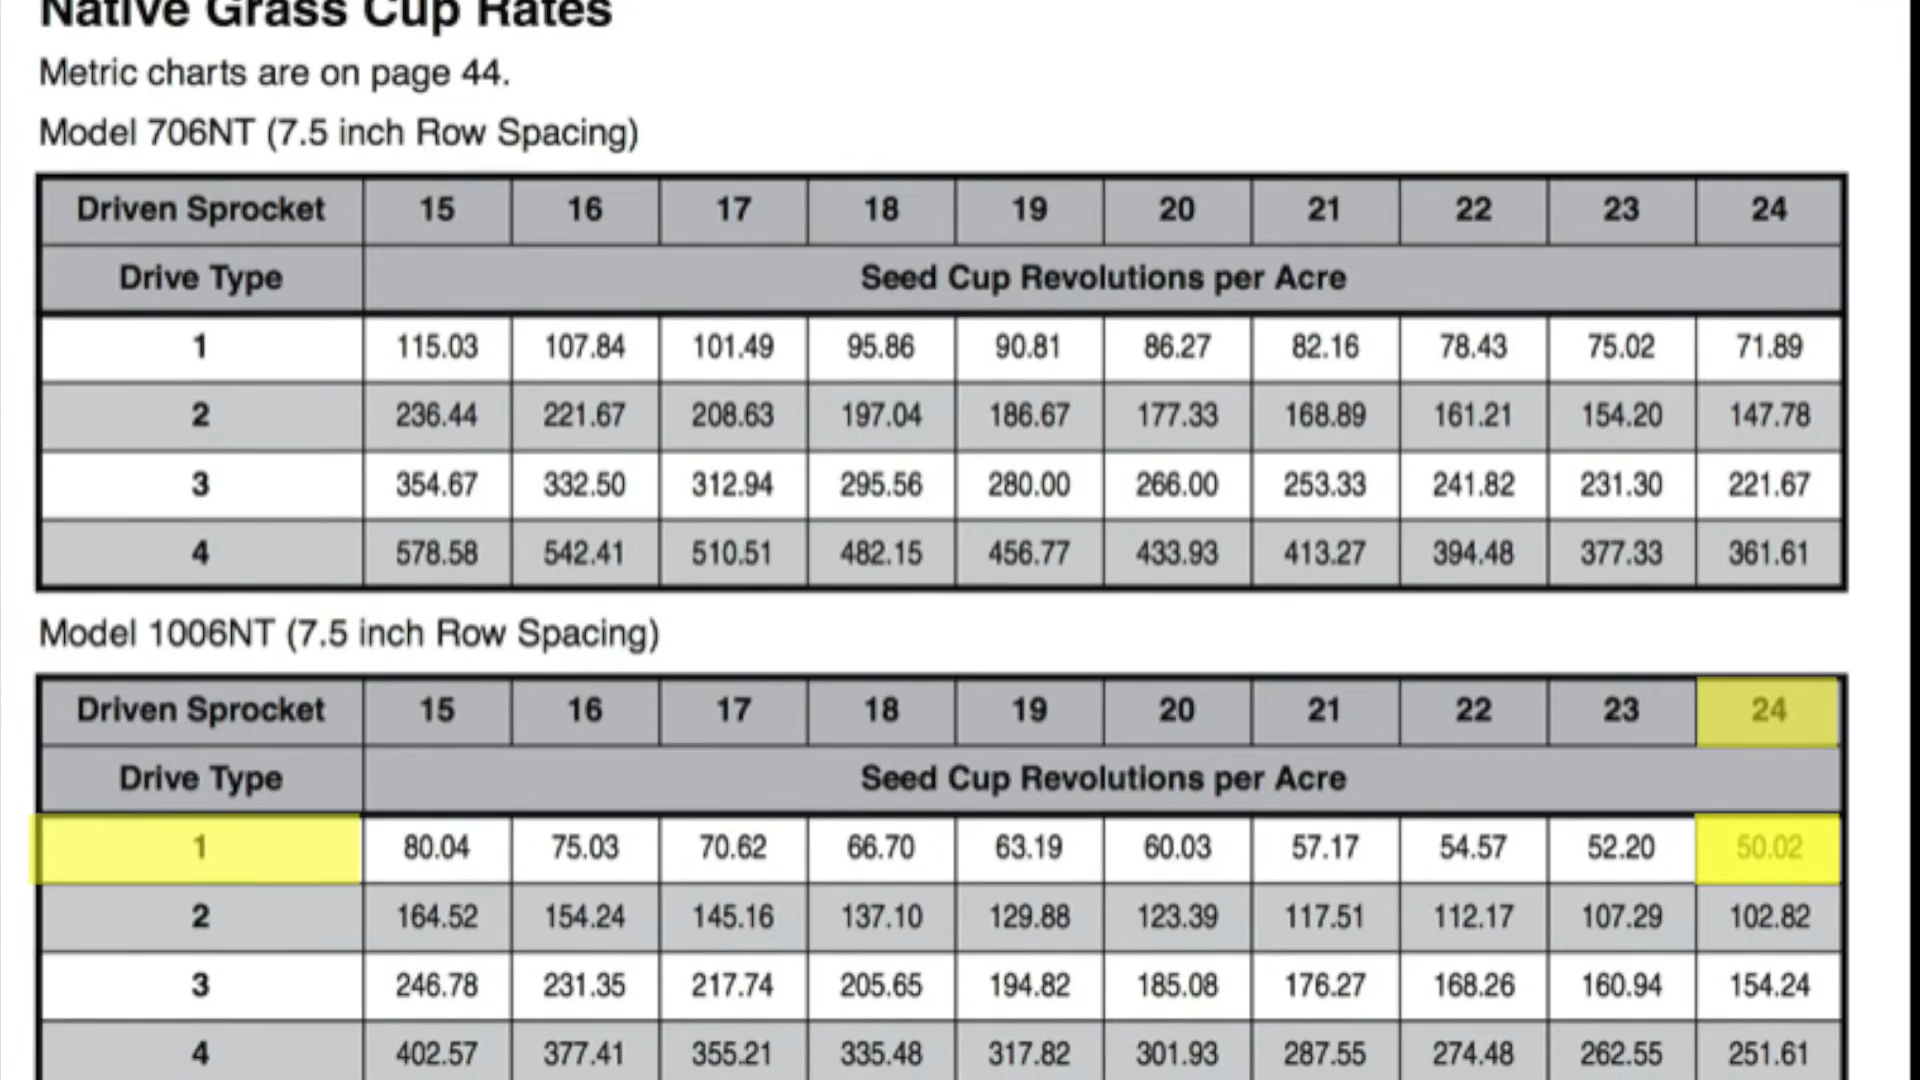 Native Grass Cup Rates
Metric charts are on page 44.
Model 706NT (7.5 inch Row Spacing)
Driven Sprocket 15 16 17 18 19 20 21 22 23 24
Drive Type Seed Cup Revolutions per Acre
1 115.03 107.84 101.49 95.86 90.81 86.27 82.16 78.43 75.02 71.89
2 236.44 221.67 208.63 197.04 186.67 177.33 168.89 161.21 154.20 147.78
3 354.67 332.50 312.94 295.56 280.00 266.00 253.33 241.82 231.30 221.67
4 578.58 542.41 510.51 482.15 456.77 433.93 413.27 394.48 377.33 361.61
Model 1006NT (7.5 inch Row Spacing)
Driven Sprocket 15 16 17 18 19 20 21 22 23 24
Drive Type Seed Cup Revolutions per Acre
1 80.04 75.03 70.62 66.70 63.19 60.03 57.17 54.57 52.20 50.02
2 164.52 154.24 145.16 137.10 129.88 123.39 117.51 112.17 107.29 102.82
3 246.78 231.35 217.74 205.65 194.82 185.08 176.27 168.26 160.94 154.24
4 402.57 377.41 355.21 335.48 317.82 301.93 287.55 274.48 262.55 251.61